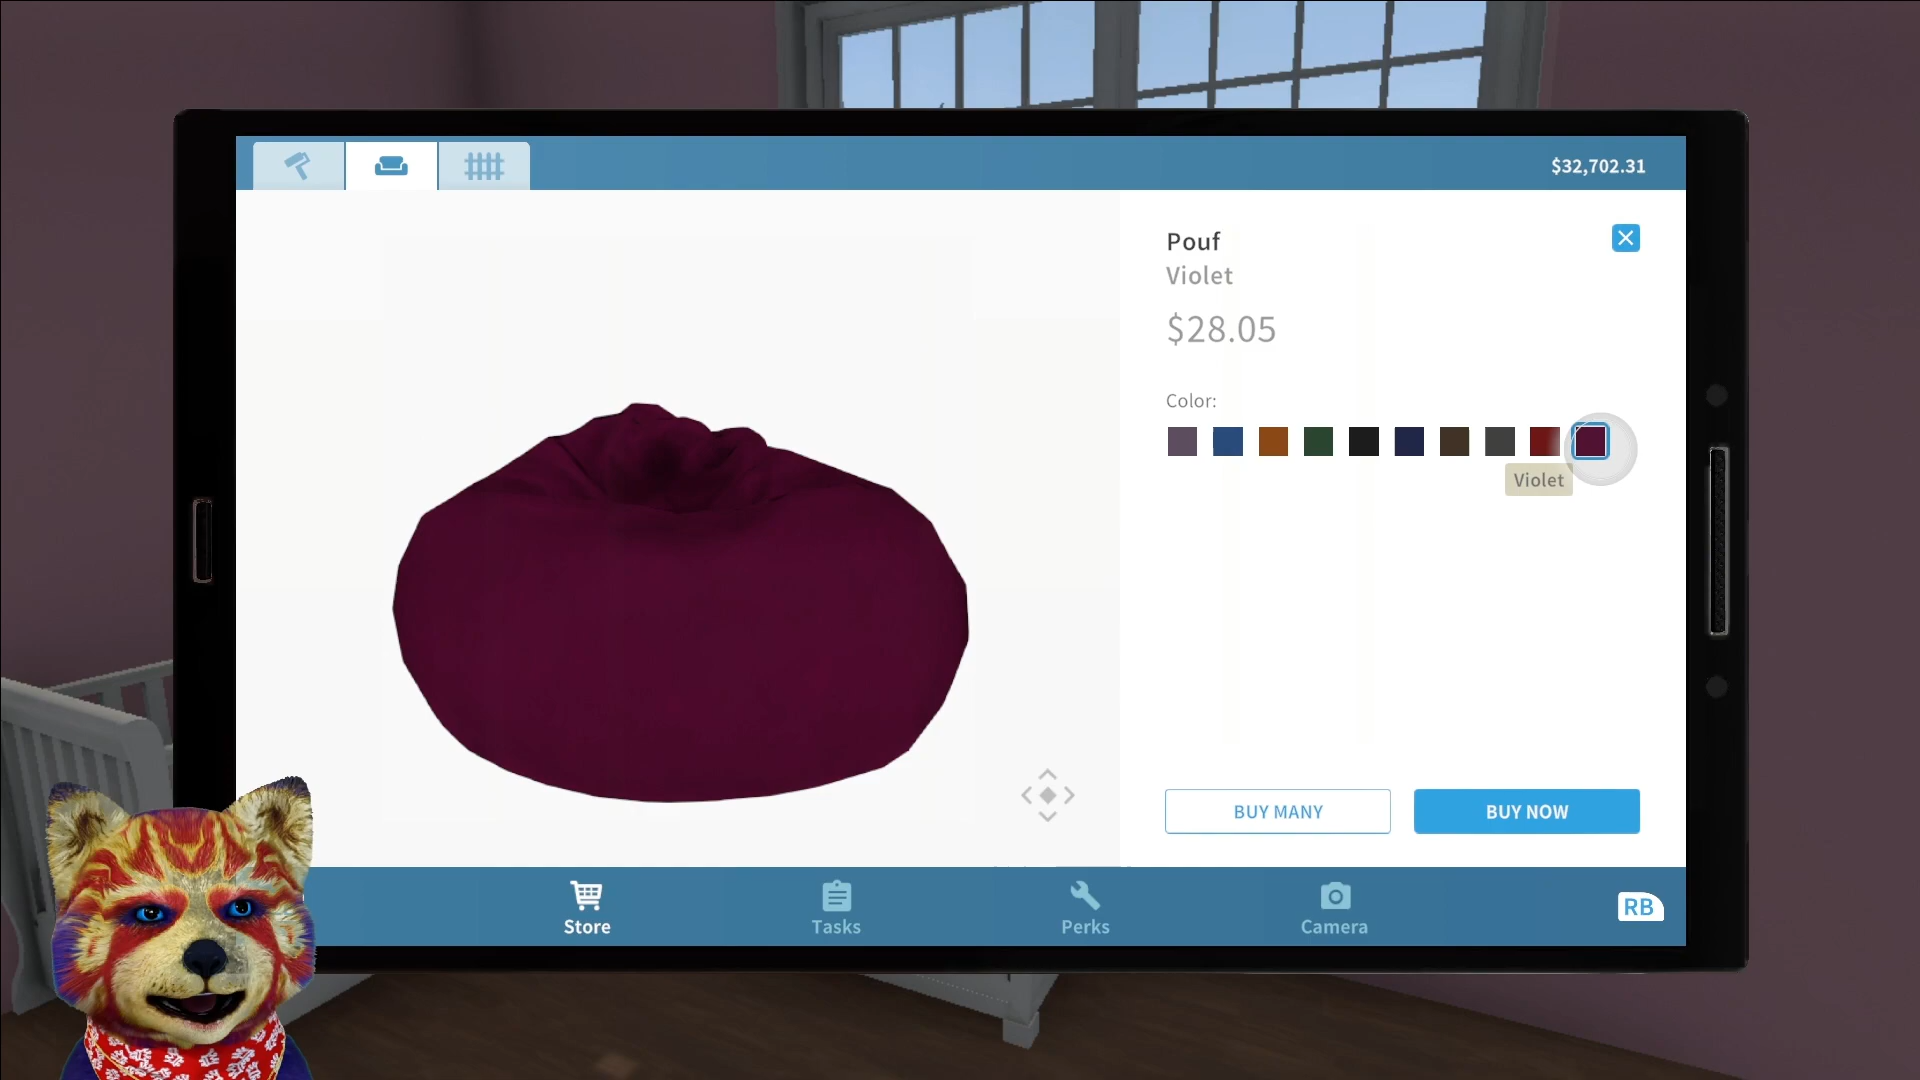 $32,702.31
Pouf
Violet
$28.05
Color:
Violet
BUY MANY
BUY NOW
Store
Tasks
Perks
Camera
RB